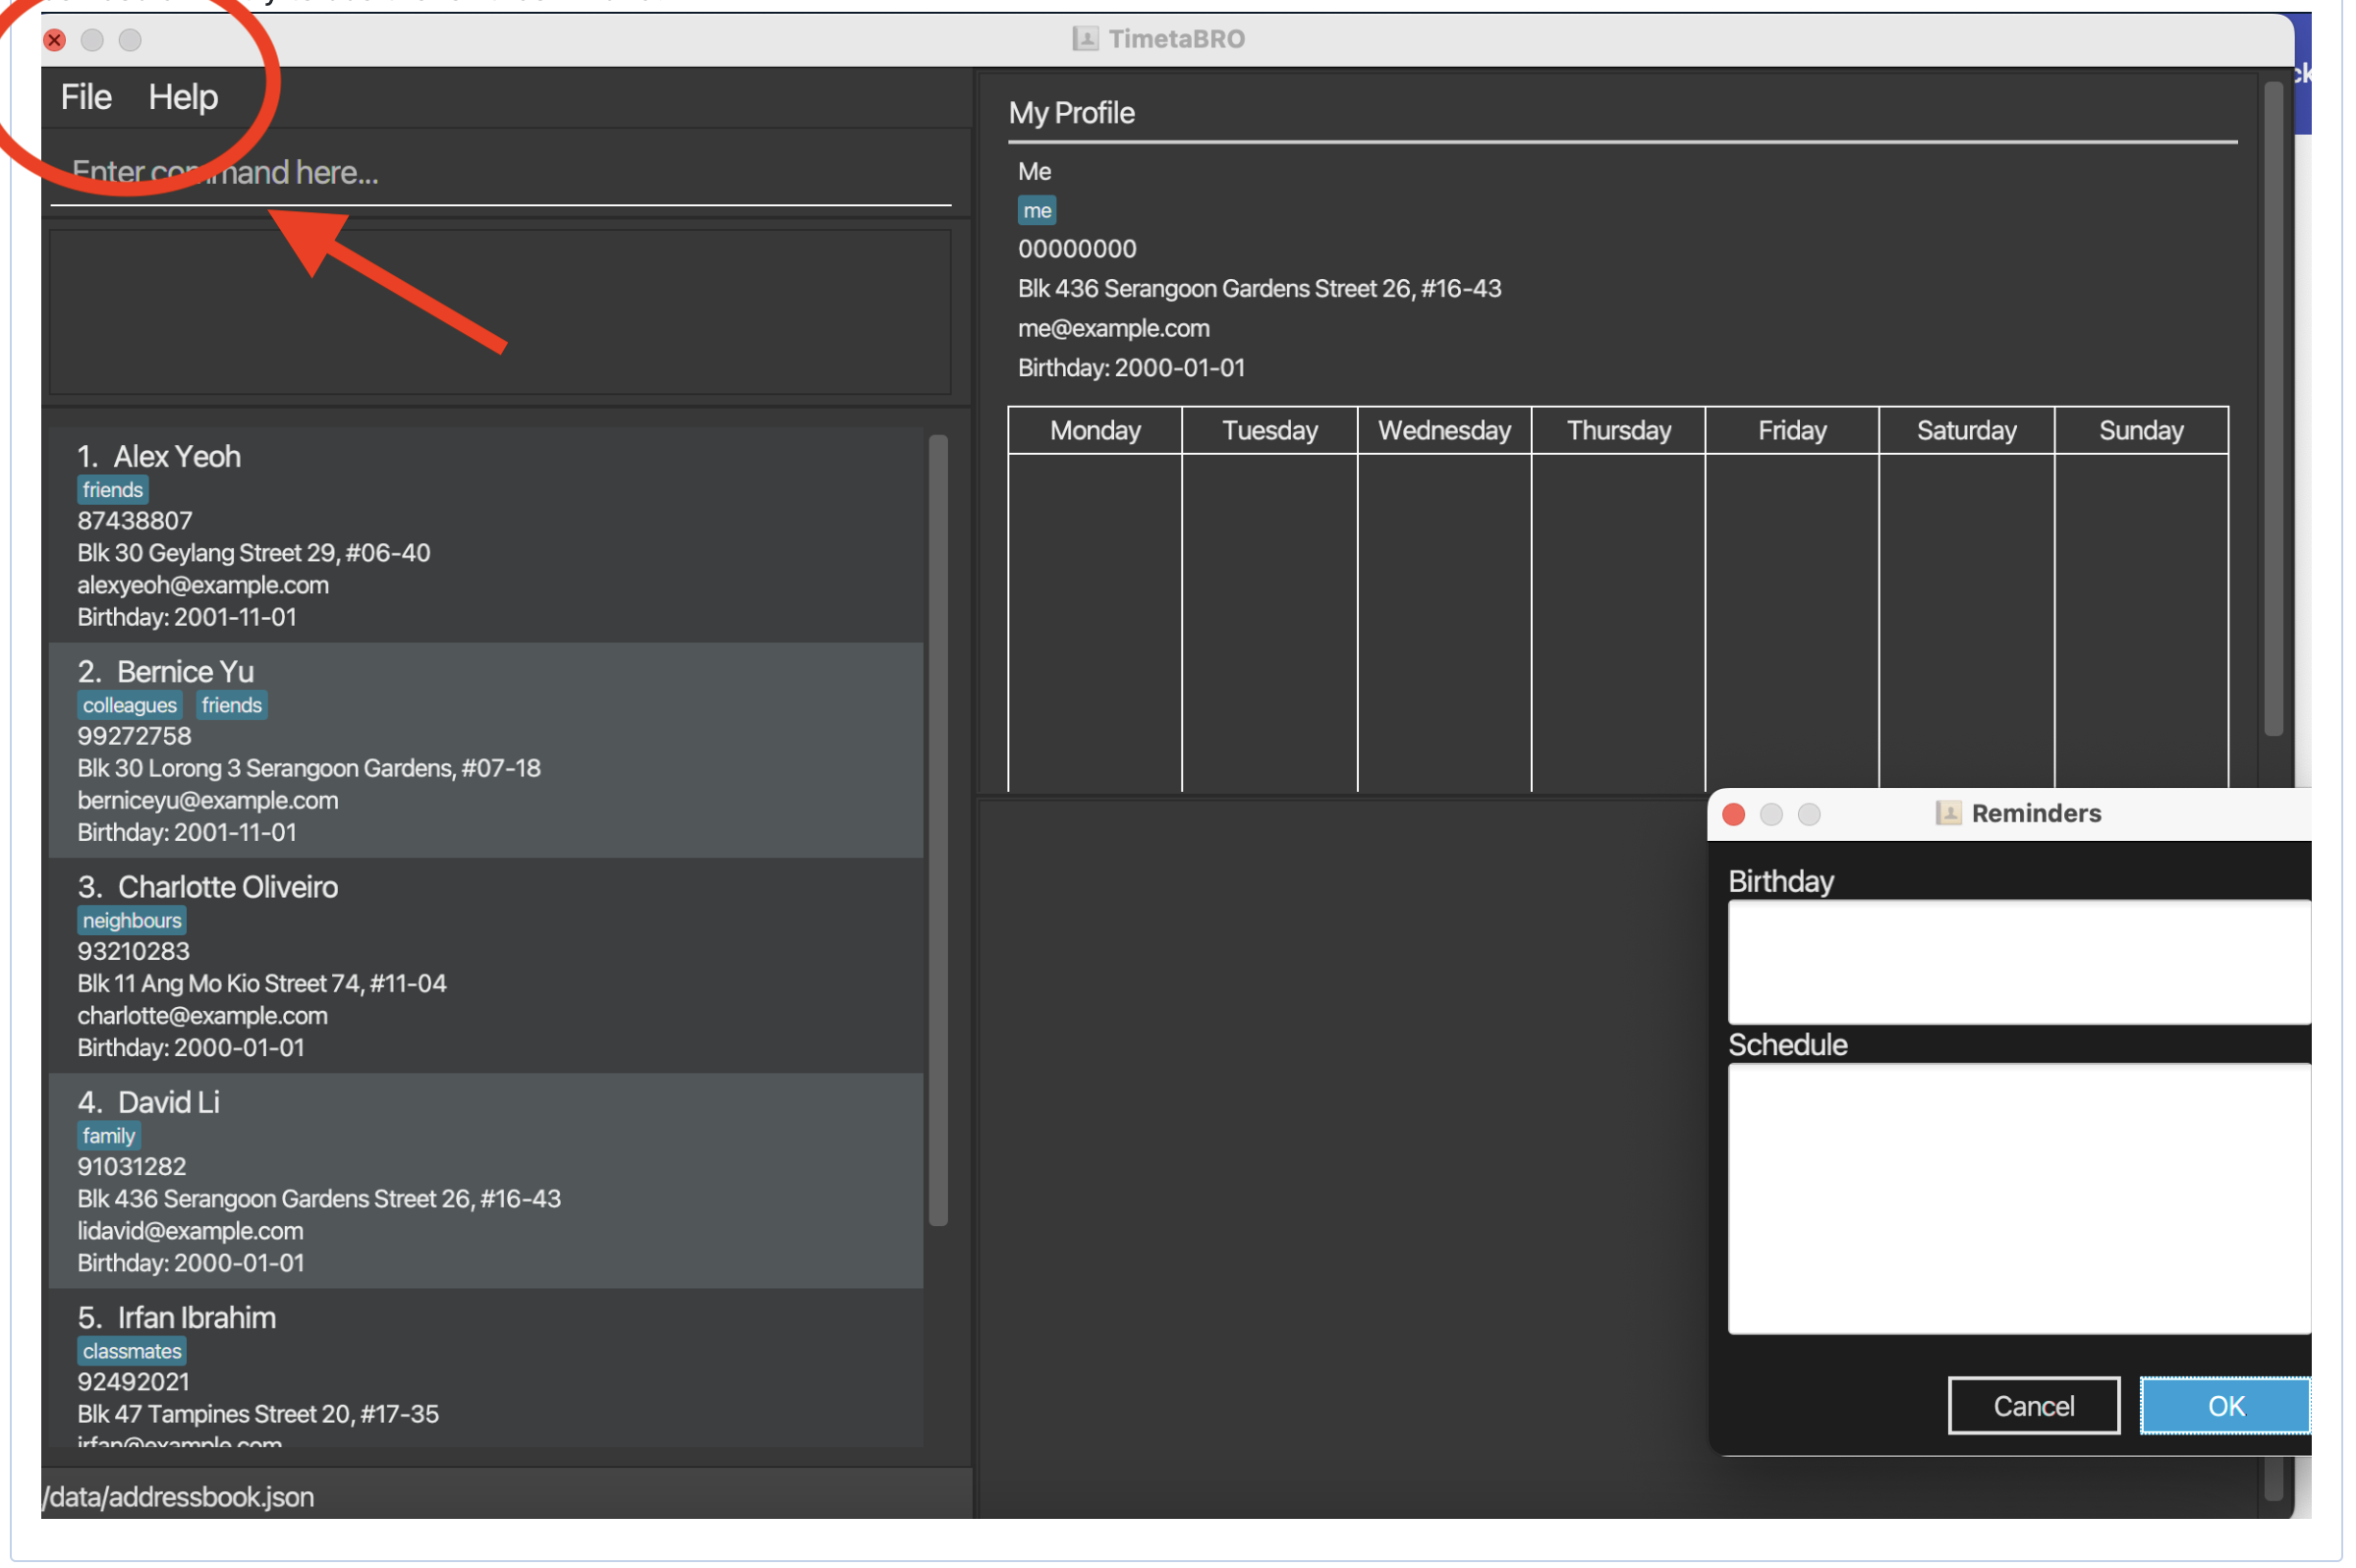 TimetaBRO
File Help
Enter command here...
1. Alex Yeoh
friends
87438807
Blk 30 Geylang Street 29, #06-40
alexyeoh@example.com
Birthday: 2001-11-01
2. Bernice Yu
colleagues friends
99272758
Blk 30 Lorong 3 Serangoon Gardens, #07-18
berniceyu@example.com
Birthday: 2001-11-01
3. Charlotte Oliveiro
neighbours
93210283
Blk 11 Ang Mo Kio Street 74, #11-04
charlotte@example.com
Birthday: 2000-01-01
4. David Li
family
91031282
Blk 436 Serangoon Gardens Street 26, #16-43
lidavid@example.com
Birthday: 2000-01-01
5. Irfan Ibrahim
classmates
92492021
Blk 47 Tampines Street 20, #17-35
irfan@example.com
/data/addressbook.json
My Profile
Me
me
00000000
Blk 436 Serangoon Gardens Street 26, #16-43
me@example.com
Birthday: 2000-01-01
Monday Tuesday Wednesday Thursday Friday Saturday Sunday
Reminders
Birthday
Schedule
Cancel OK